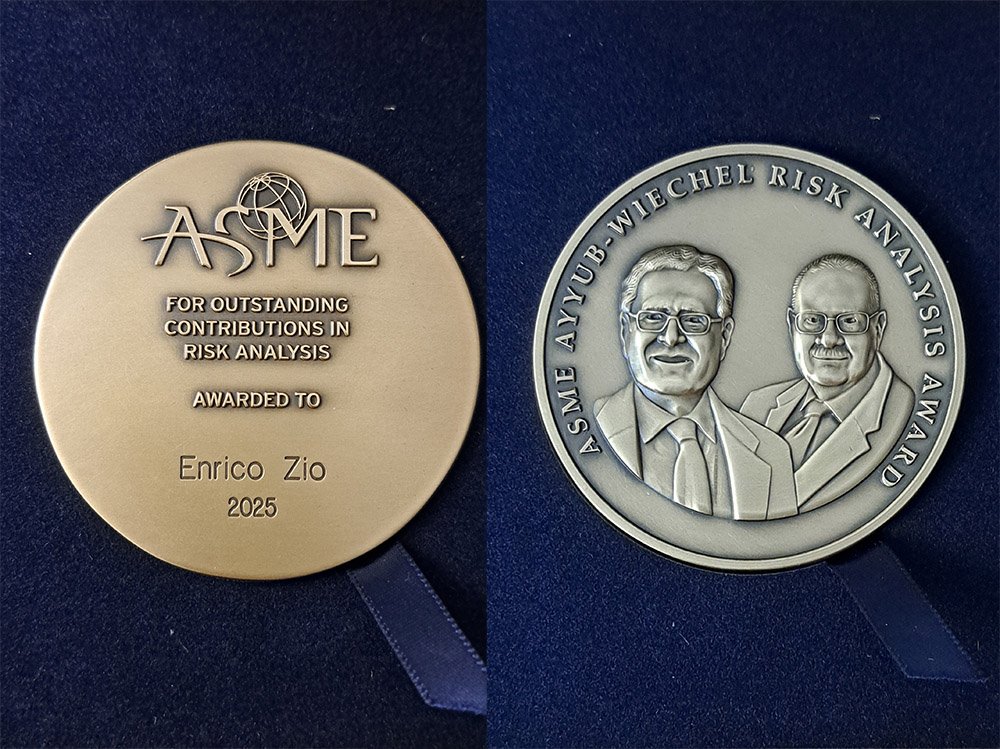 ASME
FOR OUTSTANDING
CONTRIBUTIONS IN
RISK ANALYSIS
AWARDED TO
Enrico Zio
2025
ASME AYYUB-WIECHEL RISK ANALYSIS AWARD